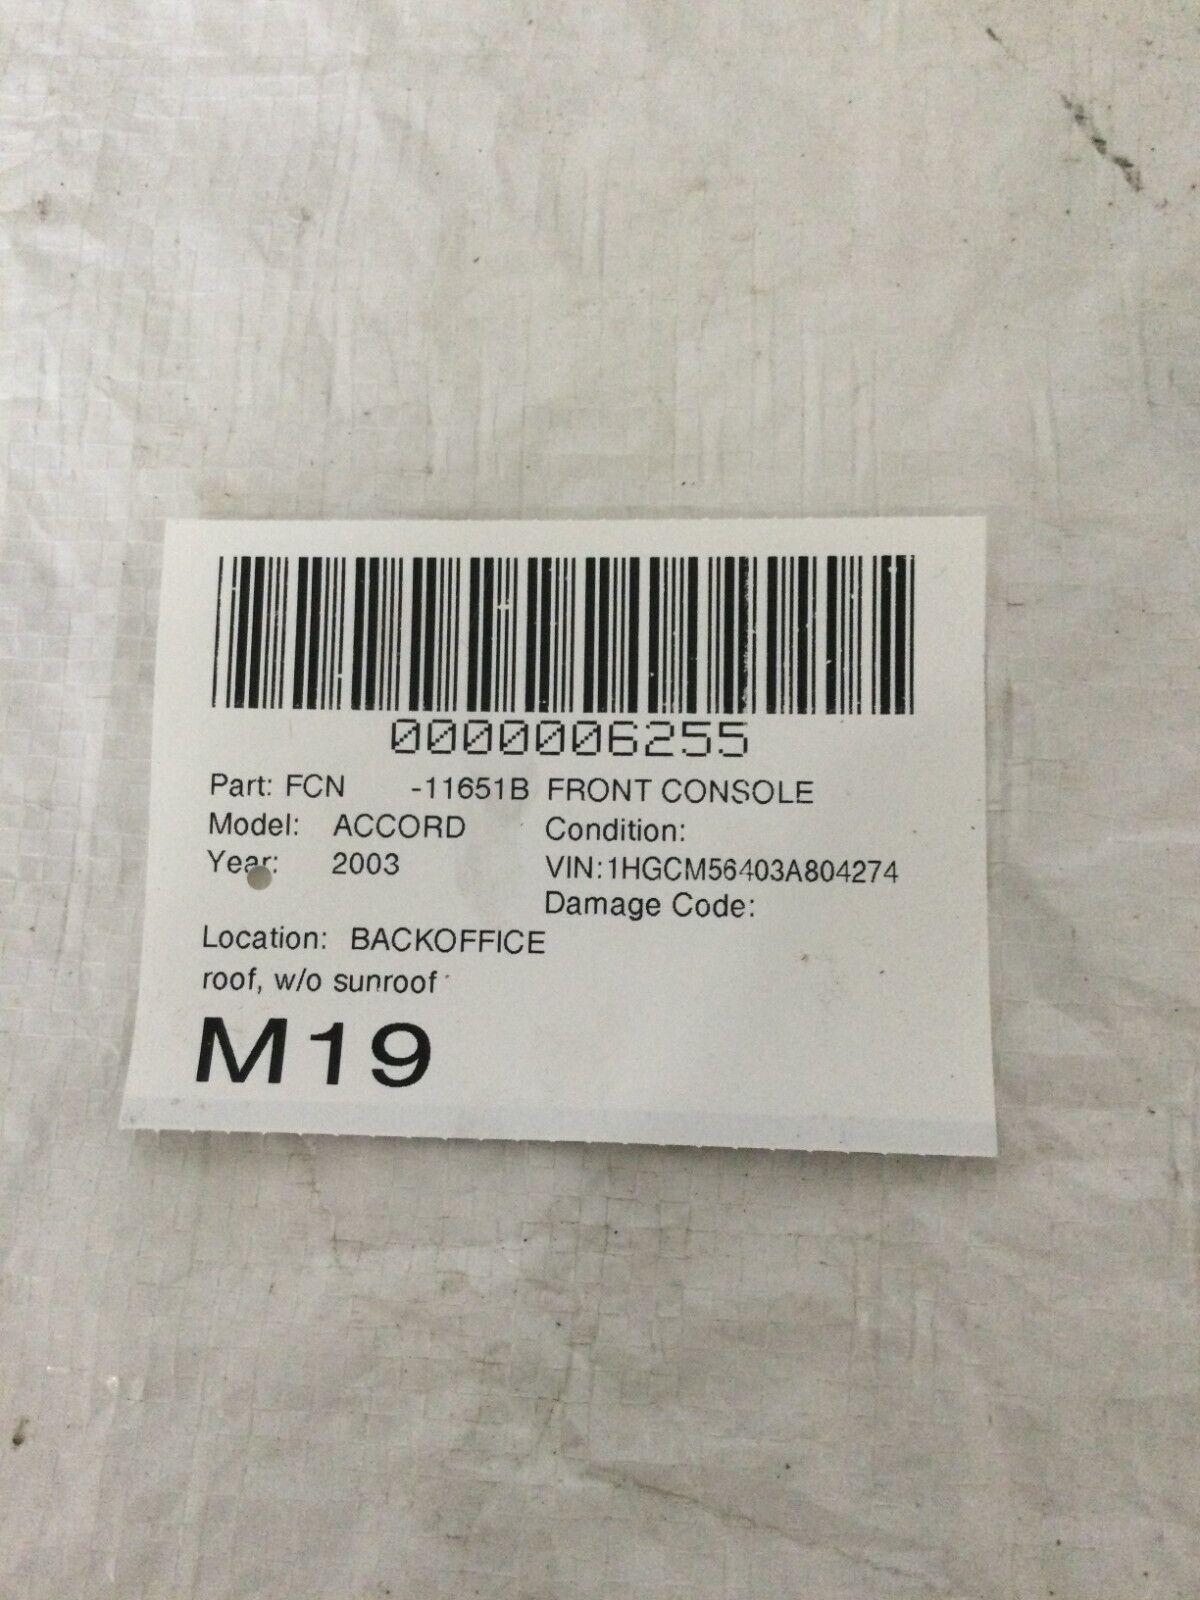 0000006255
Part: FCN -11651B FRONT CONSOLE
Model: ACCORD Condition:
Year: 2003 VIN:1HGCM56403A804274
Damage Code:
Location: BACKOFFICE
roof, w/o sunroof
M19